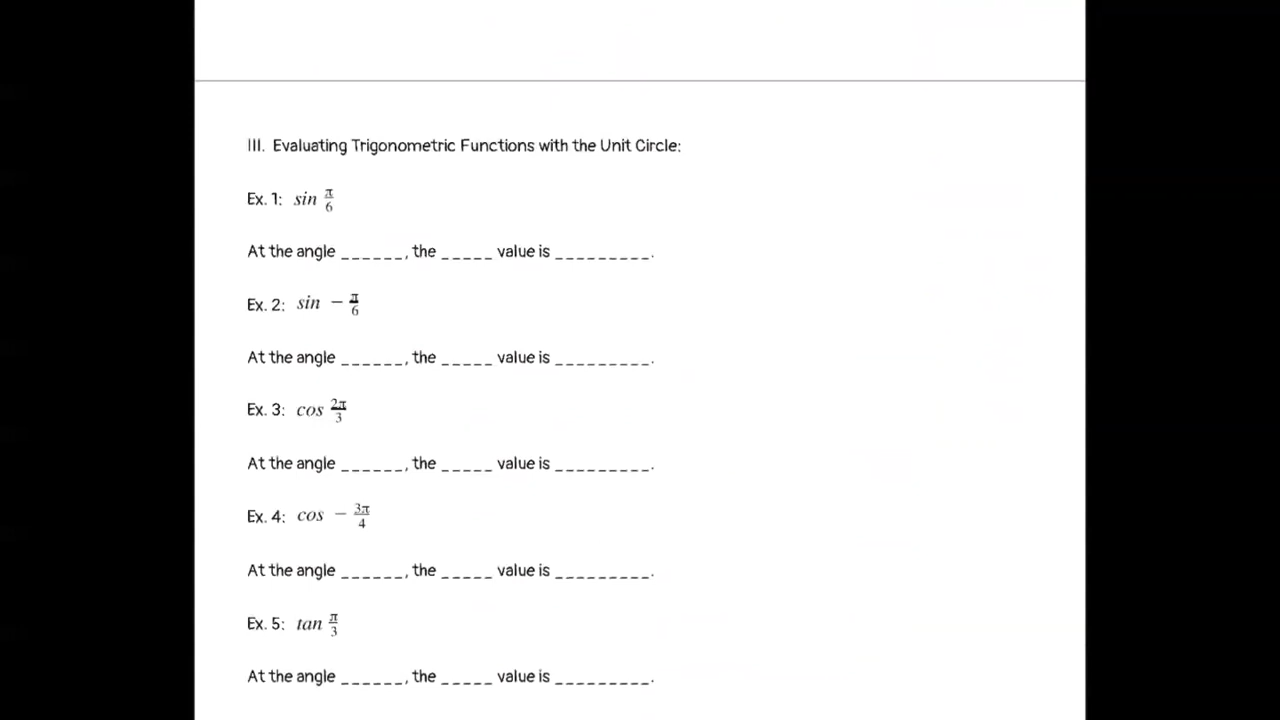 III. Evaluating Trigonometric Functions with the Unit Circle:
Ex. 1: sin π/6
At the angle ______, the _____ value is _________.
Ex. 2: sin − π/6
At the angle ______, the _____ value is _________.
Ex. 3: cos 2π/3
At the angle ______, the _____ value is _________.
Ex. 4: cos − 3π/4
At the angle ______, the _____ value is _________.
Ex. 5: tan π/3
At the angle ______, the _____ value is _________.